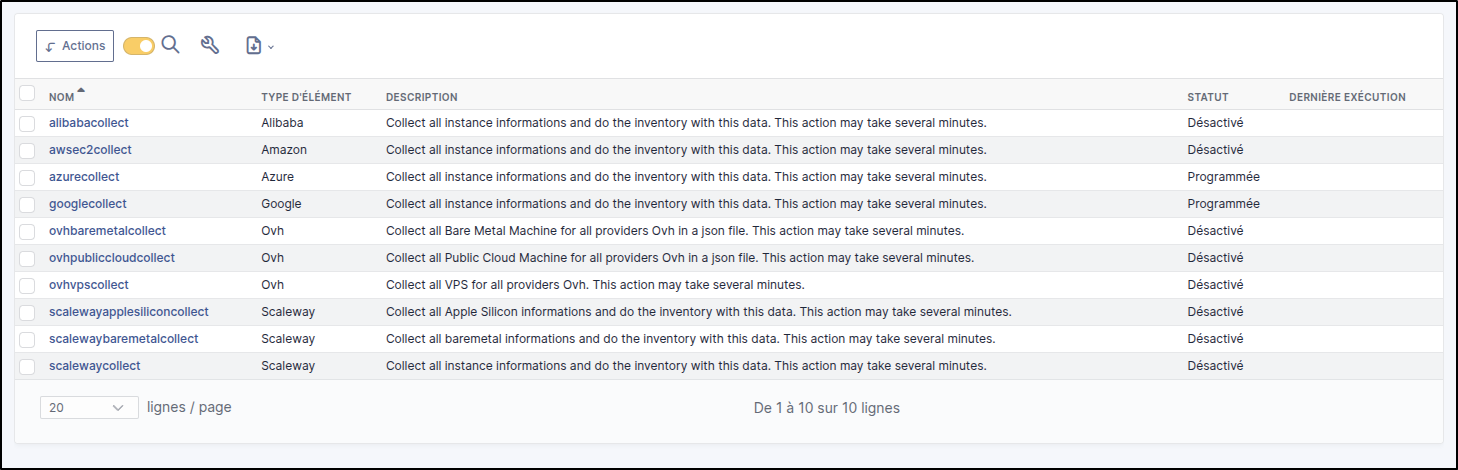 Actions
NOM TYPE D'ÉLÉMENT DESCRIPTION STATUT DERNIÈRE EXÉCUTION
alibabacollect Alibaba Collect all instance informations and do the inventory with this data. This action may take several minutes. Désactivé
awsec2collect Amazon Collect all instance informations and do the inventory with this data. This action may take several minutes. Désactivé
azurecollect Azure Collect all instance informations and do the inventory with this data. This action may take several minutes. Programmée
googlecollect Google Collect all instance informations and do the inventory with this data. This action may take several minutes. Programmée
ovhbaremetalcollect Ovh Collect all Bare Metal Machine for all providers Ovh in a json file. This action may take several minutes. Désactivé
ovhpubliccloudcollect Ovh Collect all Public Cloud Machine for all providers Ovh in a json file. This action may take several minutes. Désactivé
ovhvpscollect Ovh Collect all VPS for all providers Ovh. This action may take several minutes. Désactivé
scalewayapplesiliconcollect Scaleway Collect all Apple Silicon informations and do the inventory with this data. This action may take several minutes. Désactivé
scalewaybaremetalcollect Scaleway Collect all baremetal informations and do the inventory with this data. This action may take several minutes. Désactivé
scalewaycollect Scaleway Collect all instance informations and do the inventory with this data. This action may take several minutes. Désactivé
20 lignes / page De 1 à 10 sur 10 lignes